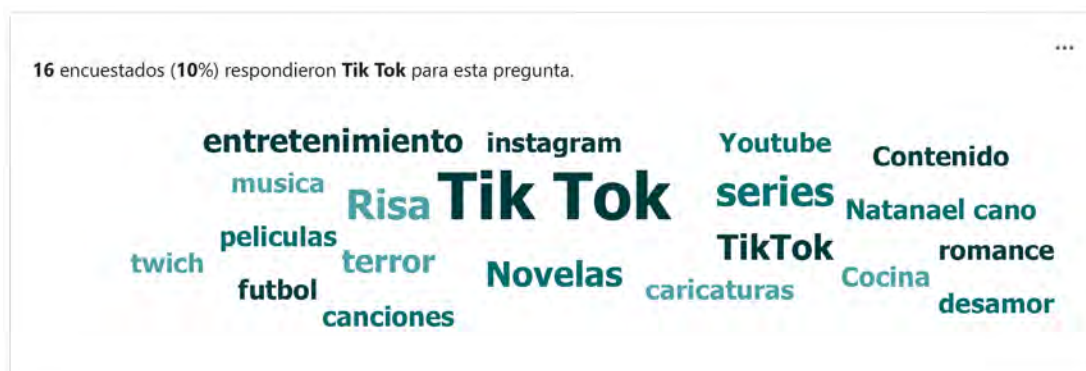 ...
16 encuestados (10%) respondieron Tik Tok para esta pregunta.
entretenimiento instagram Youtube Contenido
musica Risa Tik Tok series Natanael cano
peliculas TikTok romance
twich terror Novelas caricaturas Cocina
futbol desamor
canciones